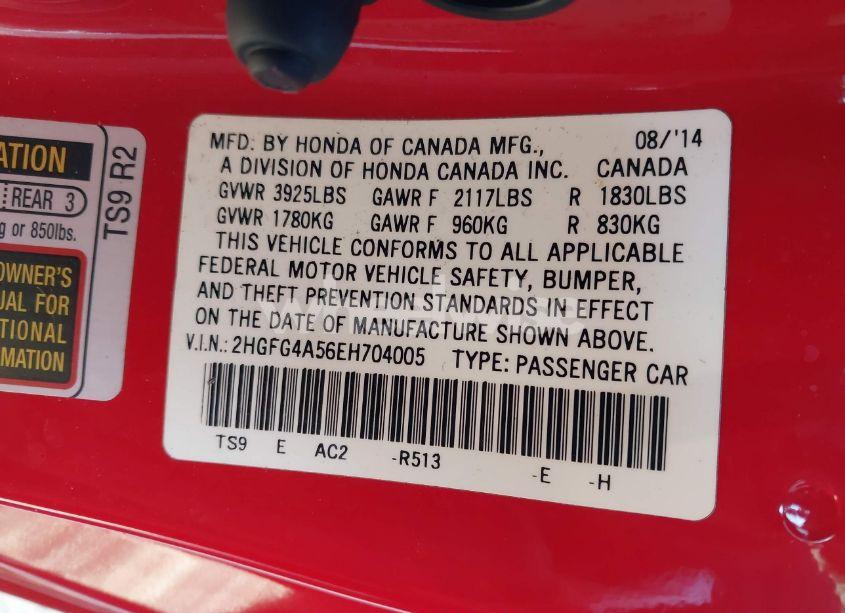 ATION
REAR 3
g or 850lbs.
TS9 R2
OWNER'S
UAL FOR
TIONAL
RMATION
MFD. BY HONDA OF CANADA MFG., 08/'14
A DIVISION OF HONDA CANADA INC. CANADA
GVWR 3925LBS GAWR F 2117LBS R 1830LBS
GVWR 1780KG GAWR F 960KG R 830KG
THIS VEHICLE CONFORMS TO ALL APPLICABLE
FEDERAL MOTOR VEHICLE SAFETY, BUMPER,
AND THEFT PREVENTION STANDARDS IN EFFECT
ON THE DATE OF MANUFACTURE SHOWN ABOVE.
V.I.N.: 2HGFG4A56EH704005 TYPE: PASSENGER CAR
TS9 E AC2 -R513 -E -H